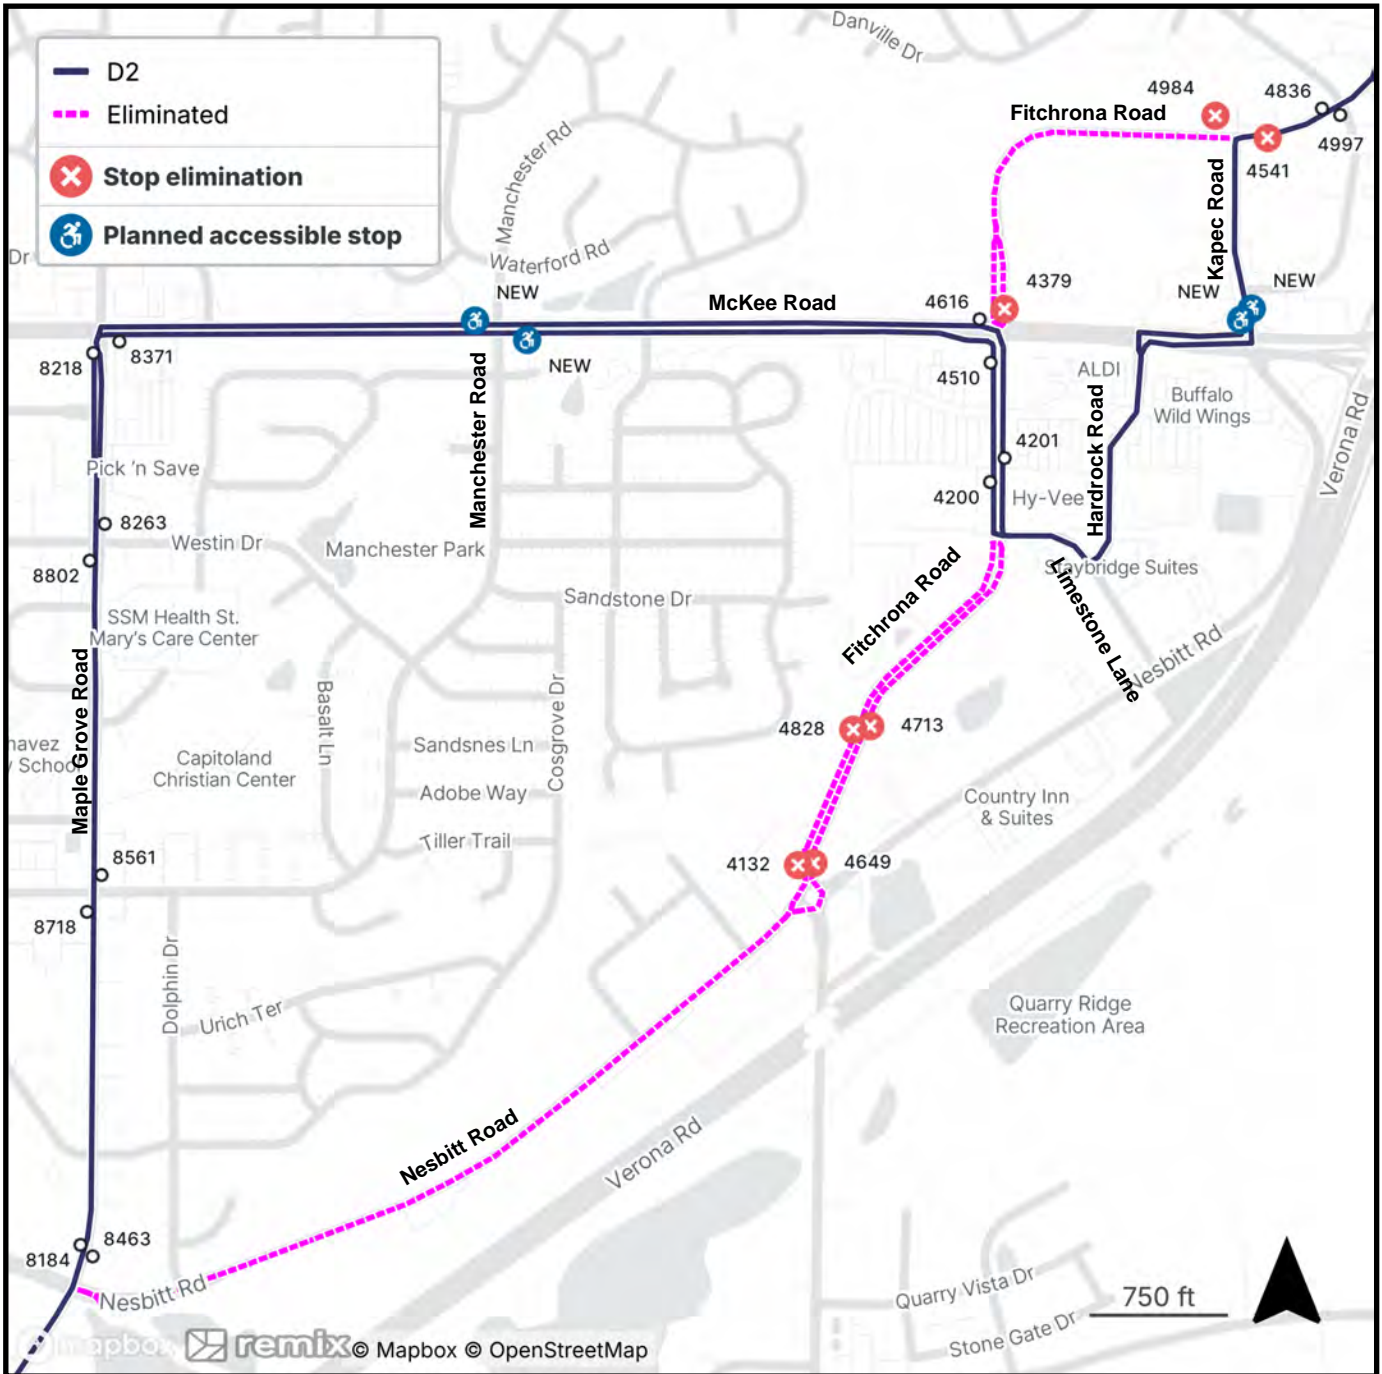 D2
Eliminated
Stop elimination
Planned accessible stop
Danville Dr
4984
4836
Fitchrona Road
4997
4541
Kapec Road
Manchester Rd
Waterford Rd
Dr
NEW
McKee Road
4616
4379
NEW
NEW
8218
8371
NEW
4510
ALDI
Buffalo
Wild Wings
Manchester Road
Hardrock Road
Verona Rd
Pick 'n Save
4201
4200
Hy-Vee
8263
Westin Dr
Manchester Park
8802
Staybridge Suites
Sandstone Dr
Fitchrona Road
Limestone Lane
SSM Health St.
Mary's Care Center
Nesbitt Rd
Maple Grove Road
Basalt Ln
Cosgrove Dr
4828
4713
Sandsnes Ln
Capitoland
Christian Center
Adobe Way
Country Inn
& Suites
Tiller Trail
8561
4132
4649
8718
Dolphin Dr
Urich Ter
Quarry Ridge
Recreation Area
Nesbitt Road
Verona Rd
8463
8184
Nesbitt Rd
Quarry Vista Dr
750 ft
Stone Gate Dr
mapbox remix © Mapbox © OpenStreetMap